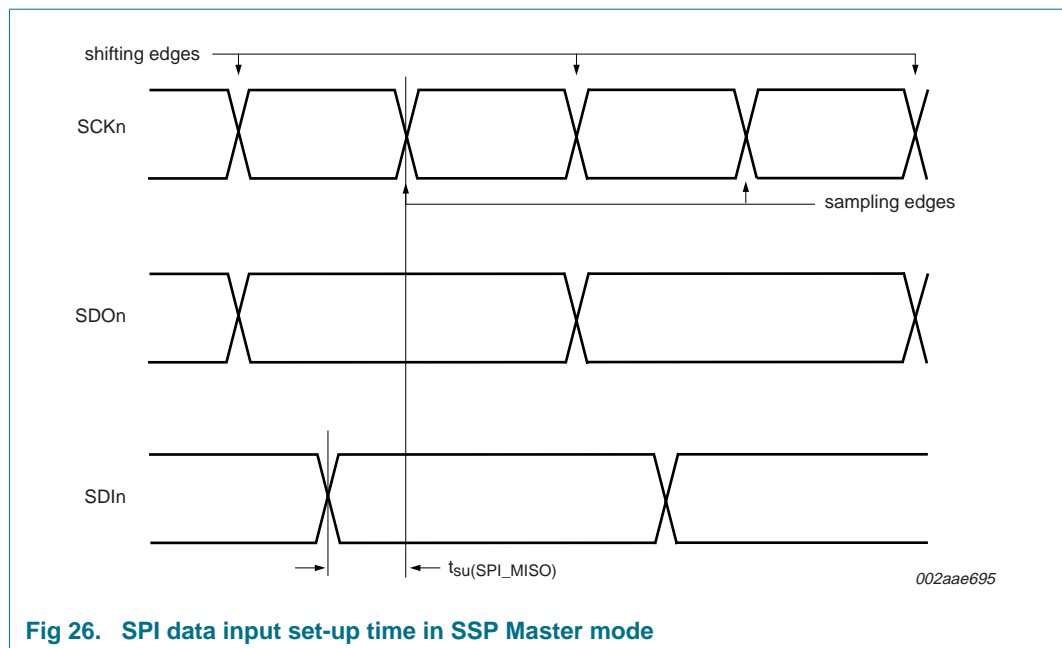 shifting edges
SCKn
sampling edges
SDOn
SDIn
tsu(SPI_MISO)
002aae695
Fig 26. SPI data input set-up time in SSP Master mode